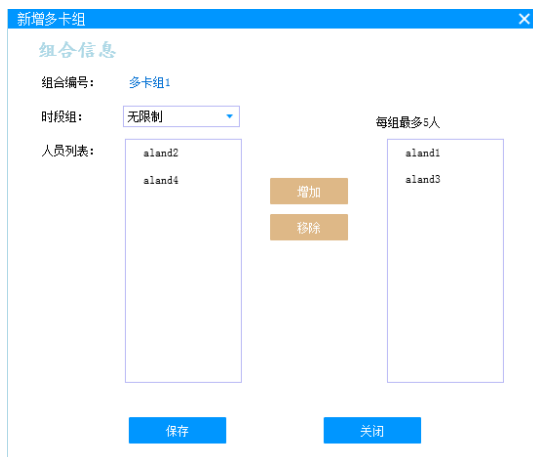 新增多卡组
组合信息
组合编号： 多卡组1
时段组： 无限制
每组最多5人
人员列表：
aland2
aland4
增加
移除
aland1
aland3
保存 关闭